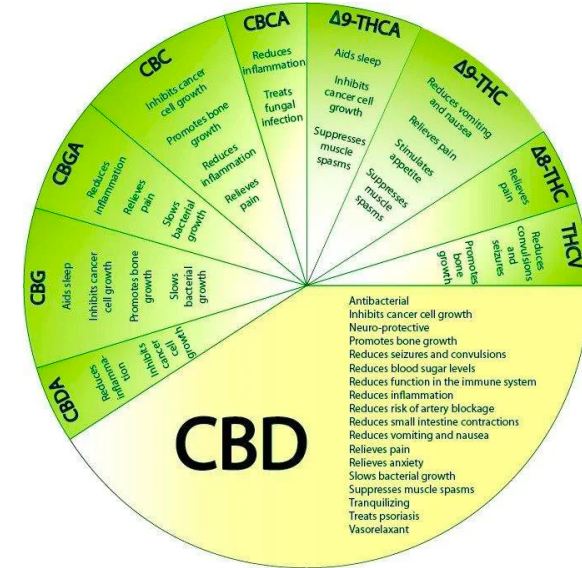 CBCA
Reduces
inflammation
Treats
fungal
infection
Δ9-THCA
Aids sleep
Inhibits
cancer cell
growth
Suppresses
muscle
spasms
Δ9-THC
Reduces vomiting
and nausea
Relieves pain
Stimulates
appetite
Suppresses
muscle
spasms
Δ8-THC
Relieves
pain
THCV
Reduces
convulsions
and
seizures
Promotes
bone
growth
CBC
Inhibits cancer
cell growth
Promotes bone
growth
Reduces
inflammation
Relieves
pain
CBGA
Reduces
inflammation
Relieves
pain
Slows
bacterial
growth
CBG
Aids sleep
Inhibits cancer
cell growth
Promotes bone
growth
Slows
bacterial
growth
CBDA
Reduces
inflamma-
tion
Inhibits
cancer
cell
growth
CBD
Antibacterial
Inhibits cancer cell growth
Neuro-protective
Promotes bone growth
Reduces seizures and convulsions
Reduces blood sugar levels
Reduces function in the immune system
Reduces inflammation
Reduces risk of artery blockage
Reduces small intestine contractions
Reduces vomiting and nausea
Relieves pain
Relieves anxiety
Slows bacterial growth
Suppresses muscle spasms
Tranquilizing
Treats psoriasis
Vasorelaxant